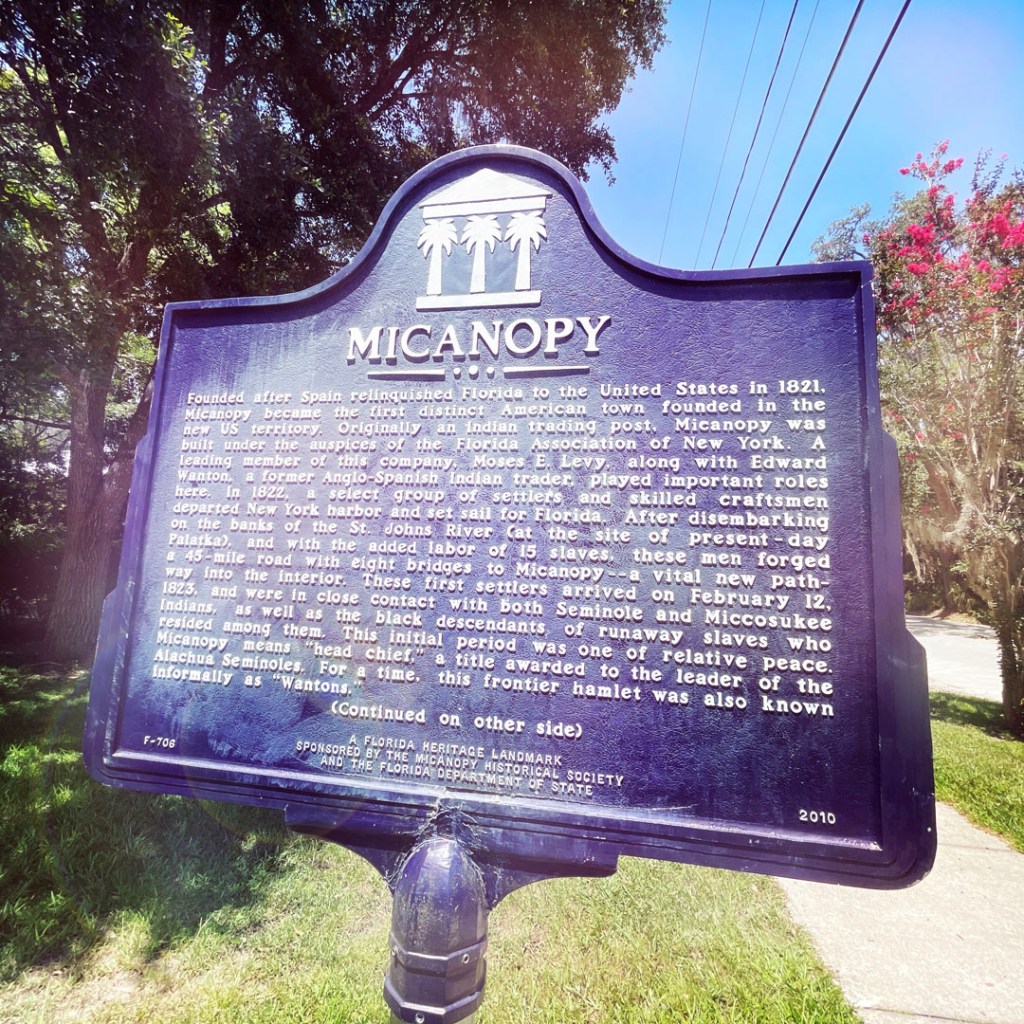 MICANOPY
Founded after Spain relinquished Florida to the United States in 1821,
Micanopy became the first distinct American town founded in the
new US territory. Originally an indian trading post, Micanopy was
built under the auspices of the Florida Association of New York. A
leading member of this company, Moses E. Levy, along with Edward
Wanton, a former Anglo-Spanish Indian trader, played important roles
here. In 1822, a select group of settlers and skilled craftsmen
departed New York harbor and set sail for Florida. After disembarking
on the banks of the St. Johns River (at the site of present-day
Palatka), and with the added labor of 15 slaves, these men forged
a 45-mile road with eight bridges to Micanopy--a vital new path-
way into the interior. These first settlers arrived on February 12,
1823, and were in close contact with both Seminole and Miccosukee
Indians, as well as the black descendants of runaway slaves who
resided among them. This initial period was one of relative peace.
Micanopy means "head chief," a title awarded to the leader of the
Alachua Seminoles. For a time, this frontier hamlet was also known
informally as "Wantons."
(Continued on other side)
F-706
A FLORIDA HERITAGE LANDMARK
SPONSORED BY THE MICANOPY HISTORICAL SOCIETY
AND THE FLORIDA DEPARTMENT OF STATE
2010